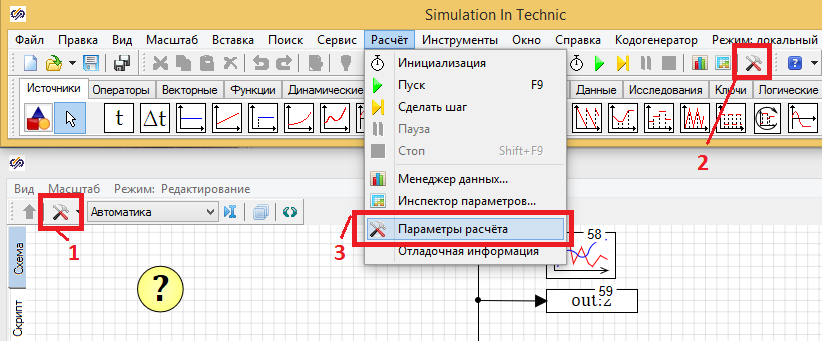 Simulation In Technic
Файл Правка Вид Масштаб Вставка Поиск Сервис Расчёт Инструменты Окно Справка Кодогенератор Режим: локальный
2
Источники Операторы Векторные Функции Динамические Данные Исследования Ключи Логические
t Δt
Инициализация
Пуск F9
Сделать шаг
Пауза
Стоп Shift+F9
Менеджер данных...
Инспектор параметров...
Параметры расчёта
Отладочная информация
3
Вид Масштаб Режим: Редактирование
Автоматика
1
Схема
Скрипт
?
58
59
out:2